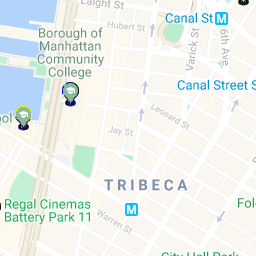 Laight St
Hubert St
Canal St M
6th Ave
Borough of
Manhattan
Community
College
Varick St
Canal Street S
Leonard St
ool
Jay St
TRIBECA
Regal Cinemas
Battery Park 11
M
Warren St
Fol
City Hall Park